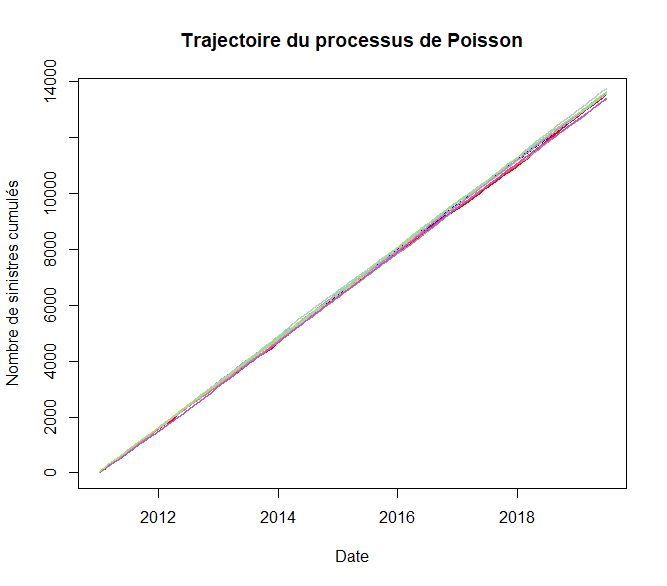 Trajectoire du processus de Poisson
Nombre de sinistres cumulés
14000
10000
8000
6000
4000
2000
0
2012 2014 2016 2018
Date